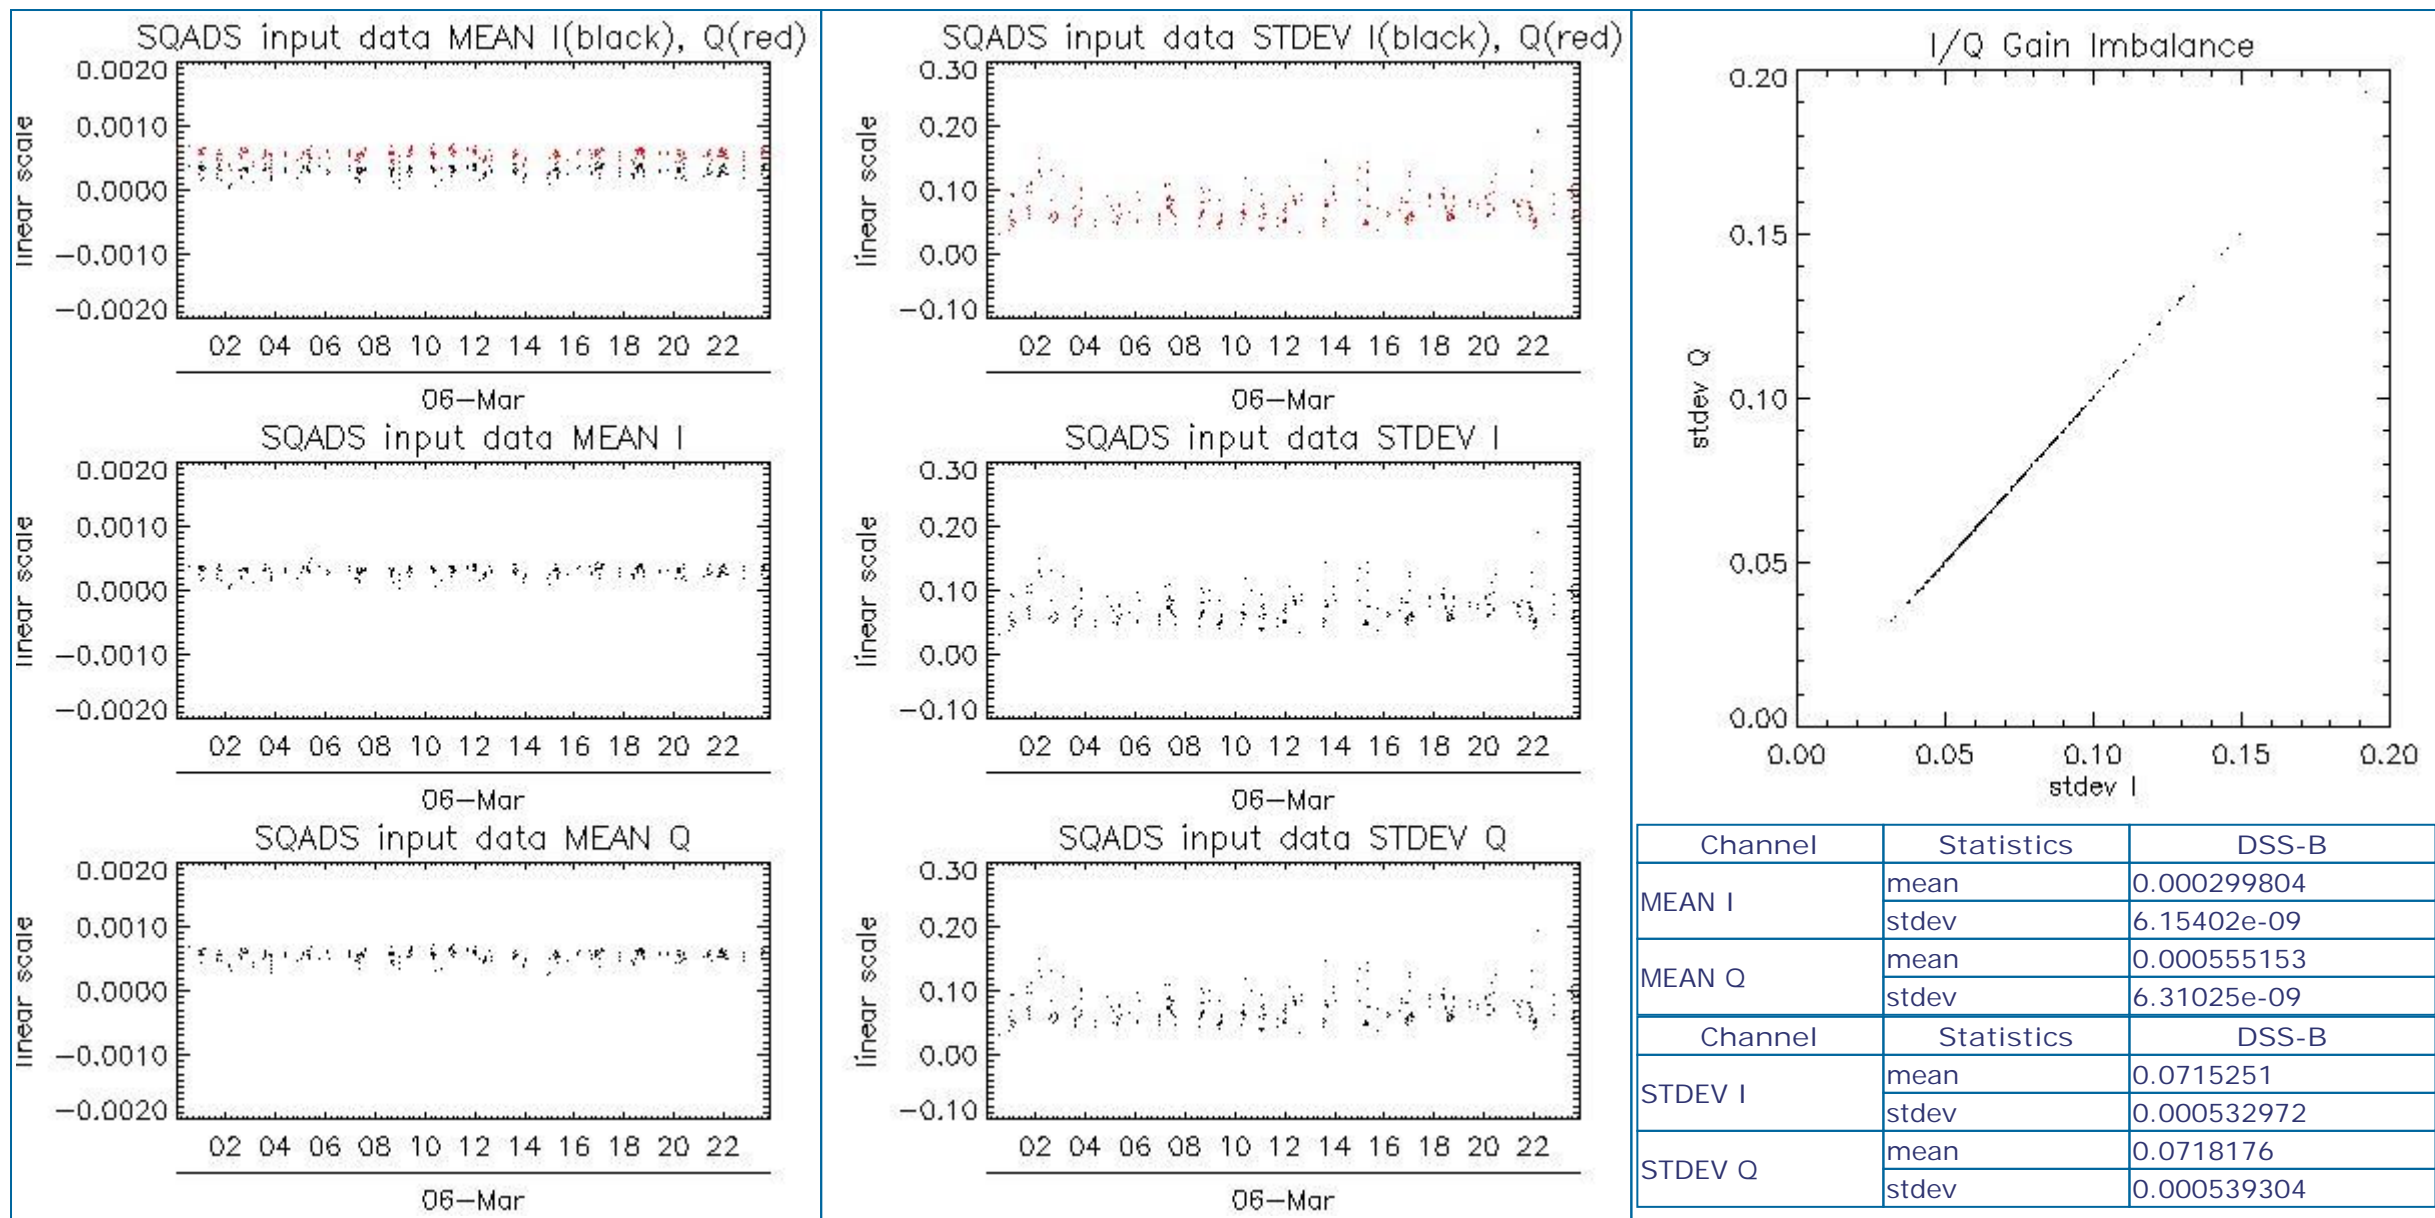 SQADS input data MEAN I(black), Q(red)
linear scale
0.0020
0.0010
0.0000
−0.0010
−0.0020
02 04 06 08 10 12 14 16 18 20 22
06−Mar
SQADS input data MEAN I
linear scale
0.0020
0.0010
0.0000
−0.0010
−0.0020
02 04 06 08 10 12 14 16 18 20 22
06−Mar
SQADS input data MEAN Q
linear scale
0.0020
0.0010
0.0000
−0.0010
−0.0020
02 04 06 08 10 12 14 16 18 20 22
06−Mar
SQADS input data STDEV I(black), Q(red)
linear scale
0.30
0.20
0.10
0.00
−0.10
02 04 06 08 10 12 14 16 18 20 22
06−Mar
SQADS input data STDEV I
linear scale
0.30
0.20
0.10
0.00
−0.10
02 04 06 08 10 12 14 16 18 20 22
06−Mar
SQADS input data STDEV Q
linear scale
0.30
0.20
0.10
0.00
−0.10
02 04 06 08 10 12 14 16 18 20 22
06−Mar
I/Q Gain Imbalance
stdev Q
0.20
0.15
0.10
0.05
0.00
0.00 0.05 0.10 0.15 0.20
stdev I
Channel Statistics DSS-B
MEAN I mean 0.000299804
stdev 6.15402e-09
MEAN Q mean 0.000555153
stdev 6.31025e-09
Channel Statistics DSS-B
STDEV I mean 0.0715251
stdev 0.000532972
STDEV Q mean 0.0718176
stdev 0.000539304